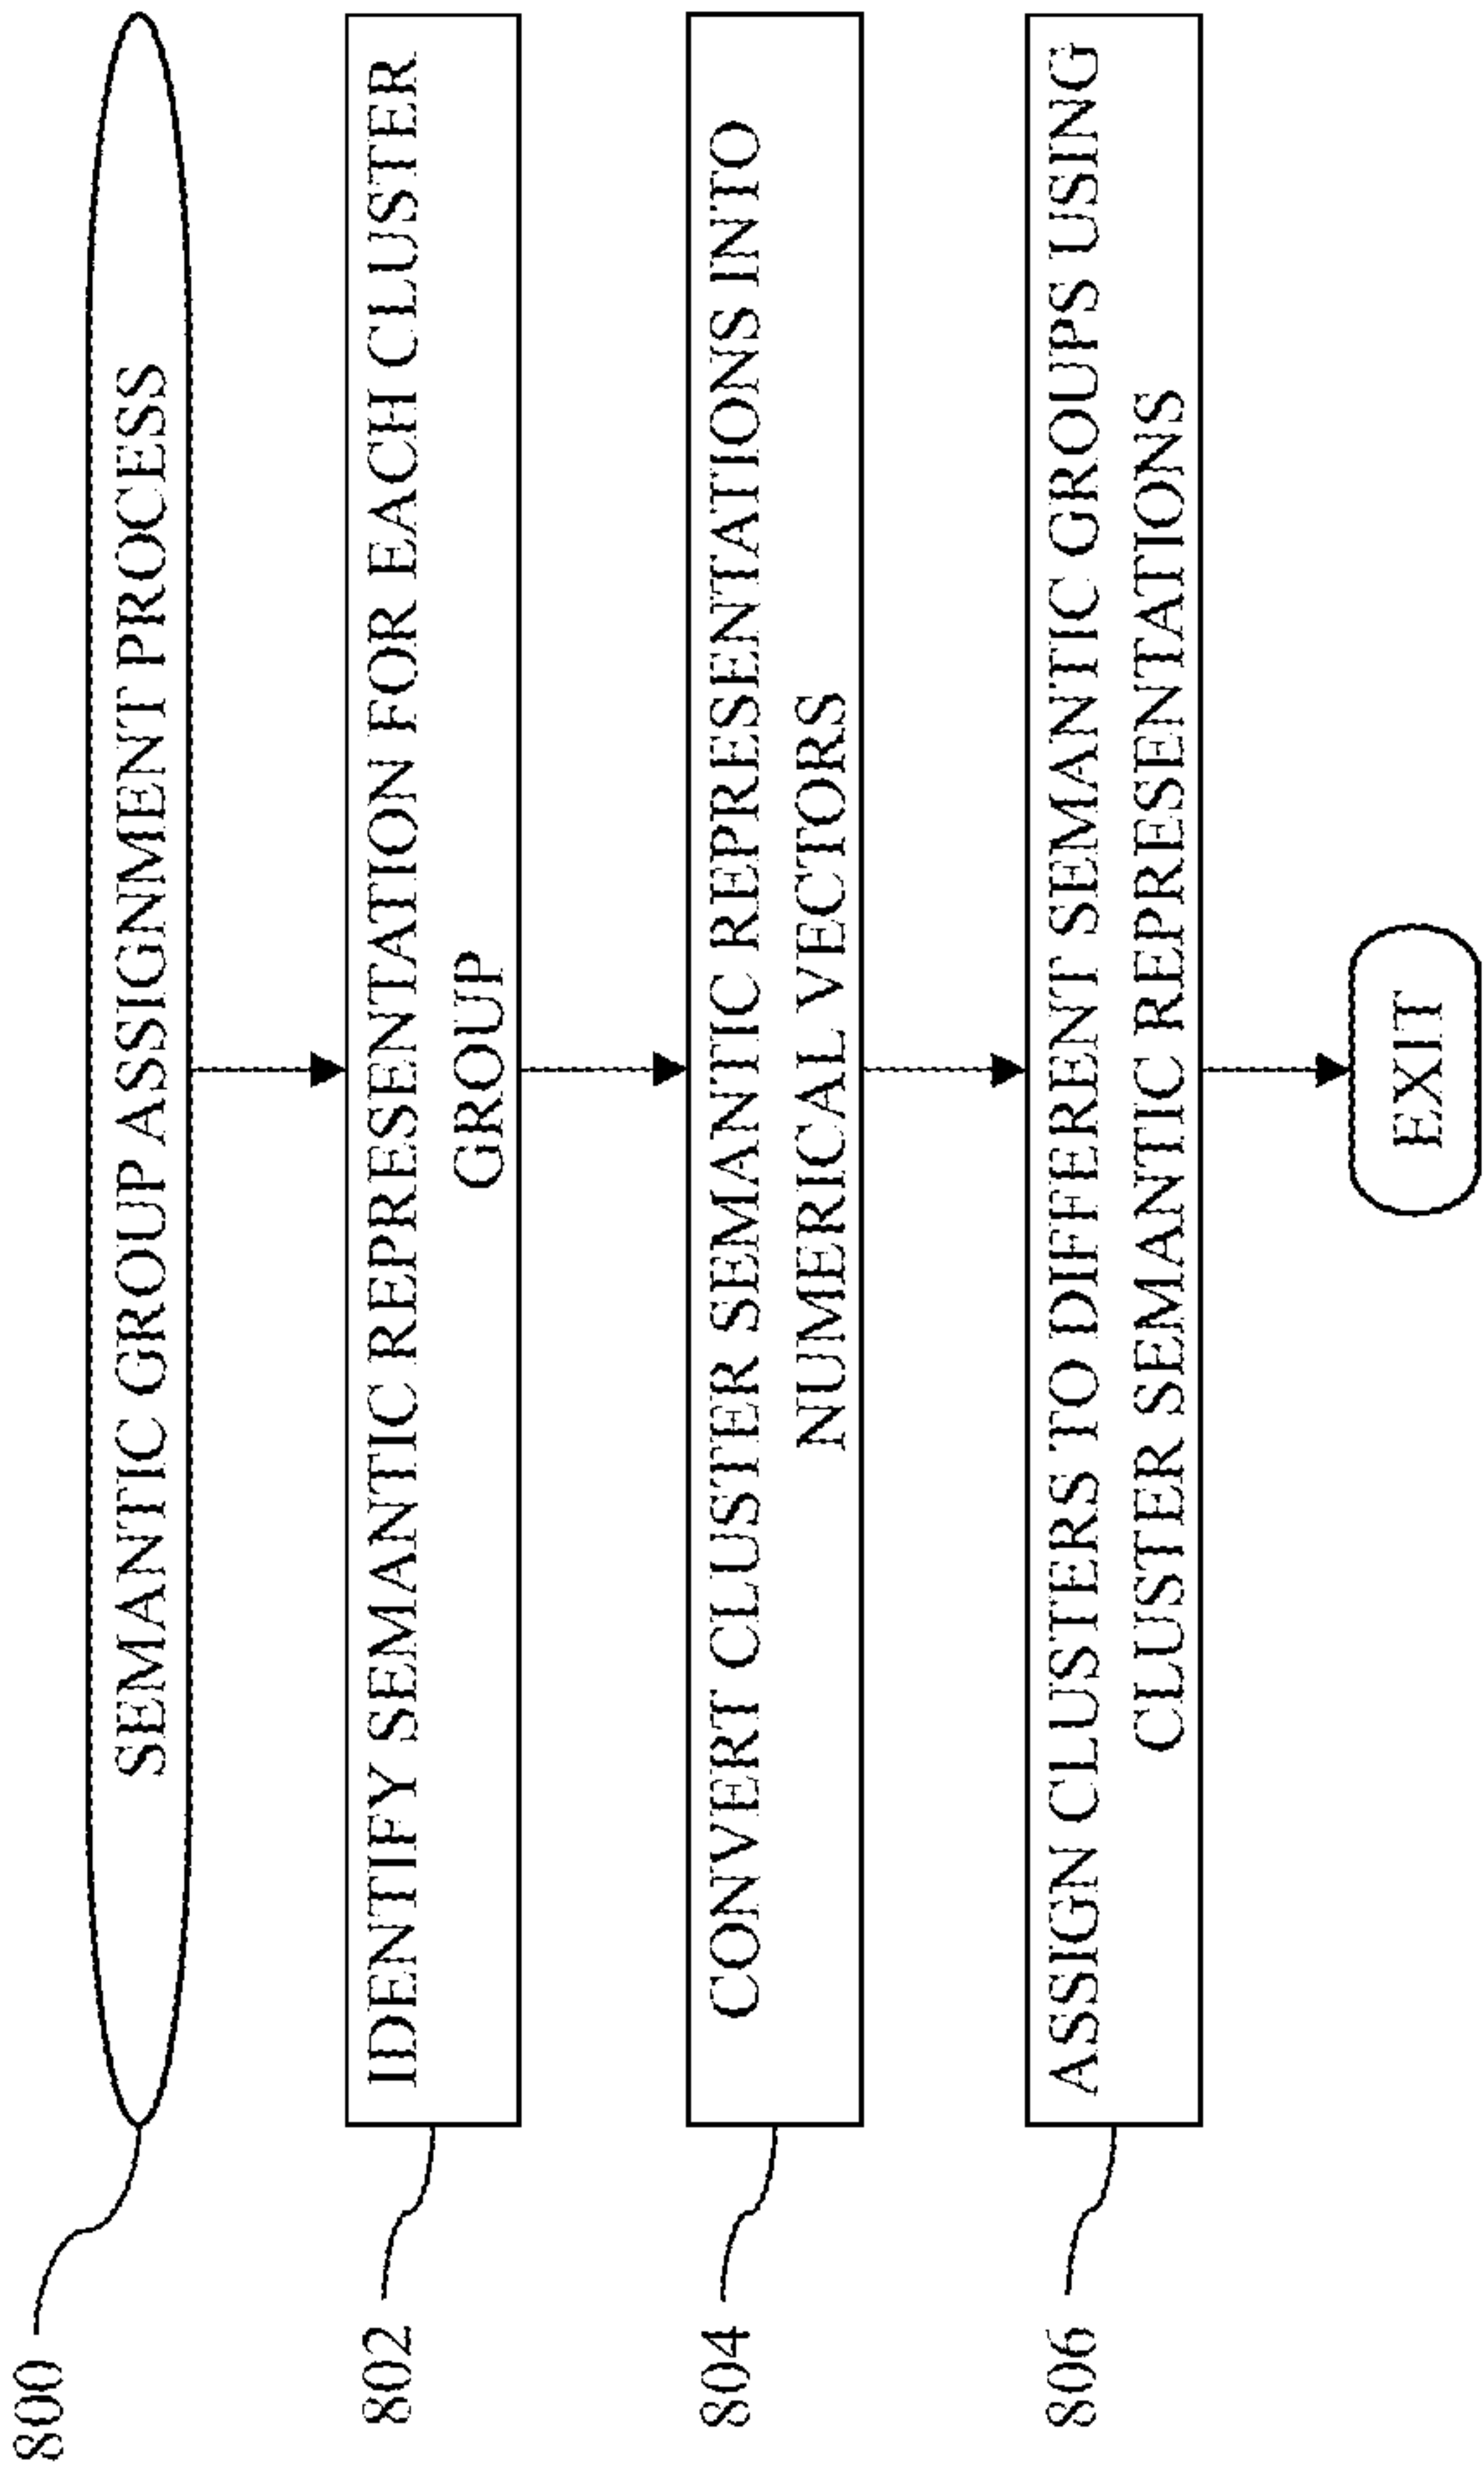 800
SEMANTIC GROUP ASSIGNMENT PROCESS
802
IDENTIFY SEMANTIC REPRESENTATION FOR EACH CLUSTER
GROUP
804
CONVERT CLUSTER SEMANTIC REPRESENTATIONS INTO
NUMERICAL VECTORS
806
ASSIGN CLUSTERS TO DIFFERENT SEMANTIC GROUPS USING
CLUSTER SEMANTIC REPRESENTATIONS
EXIT